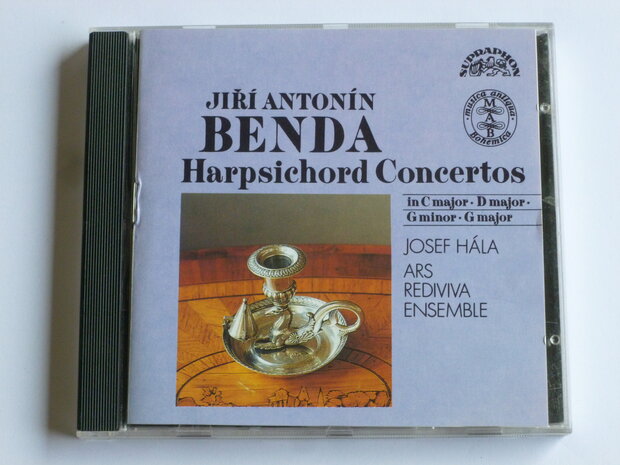 SUPRAPHON
JIŘÍ ANTONÍN
BENDA
Harpsichord Concertos
musica antiqua
MAB
bohemica
in C major · D major ·
G minor · G major
JOSEF HÁLA
ARS
REDIVIVA
ENSEMBLE